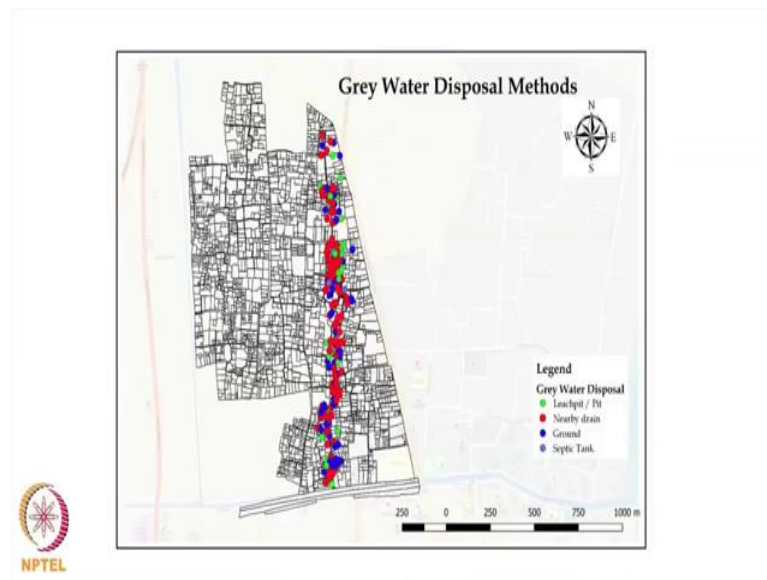 Grey Water Disposal Methods
N
W E
S
Legend
Grey Water Disposal
Leachpit / Pit
Nearby drain
Ground
Septic Tank
250 0 250 500 750 1000 m
NPTEL